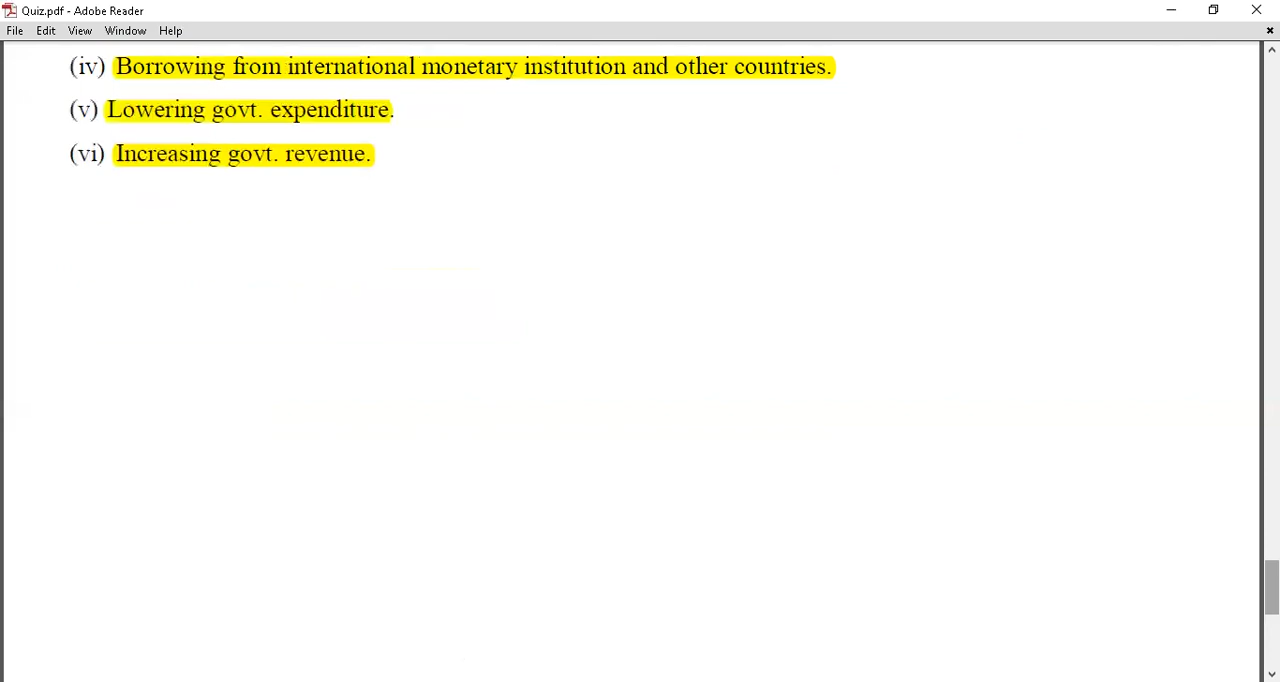 Quiz.pdf - Adobe Reader
File Edit View Window Help
(iv) Borrowing from international monetary institution and other countries.
(v) Lowering govt. expenditure.
(vi) Increasing govt. revenue.